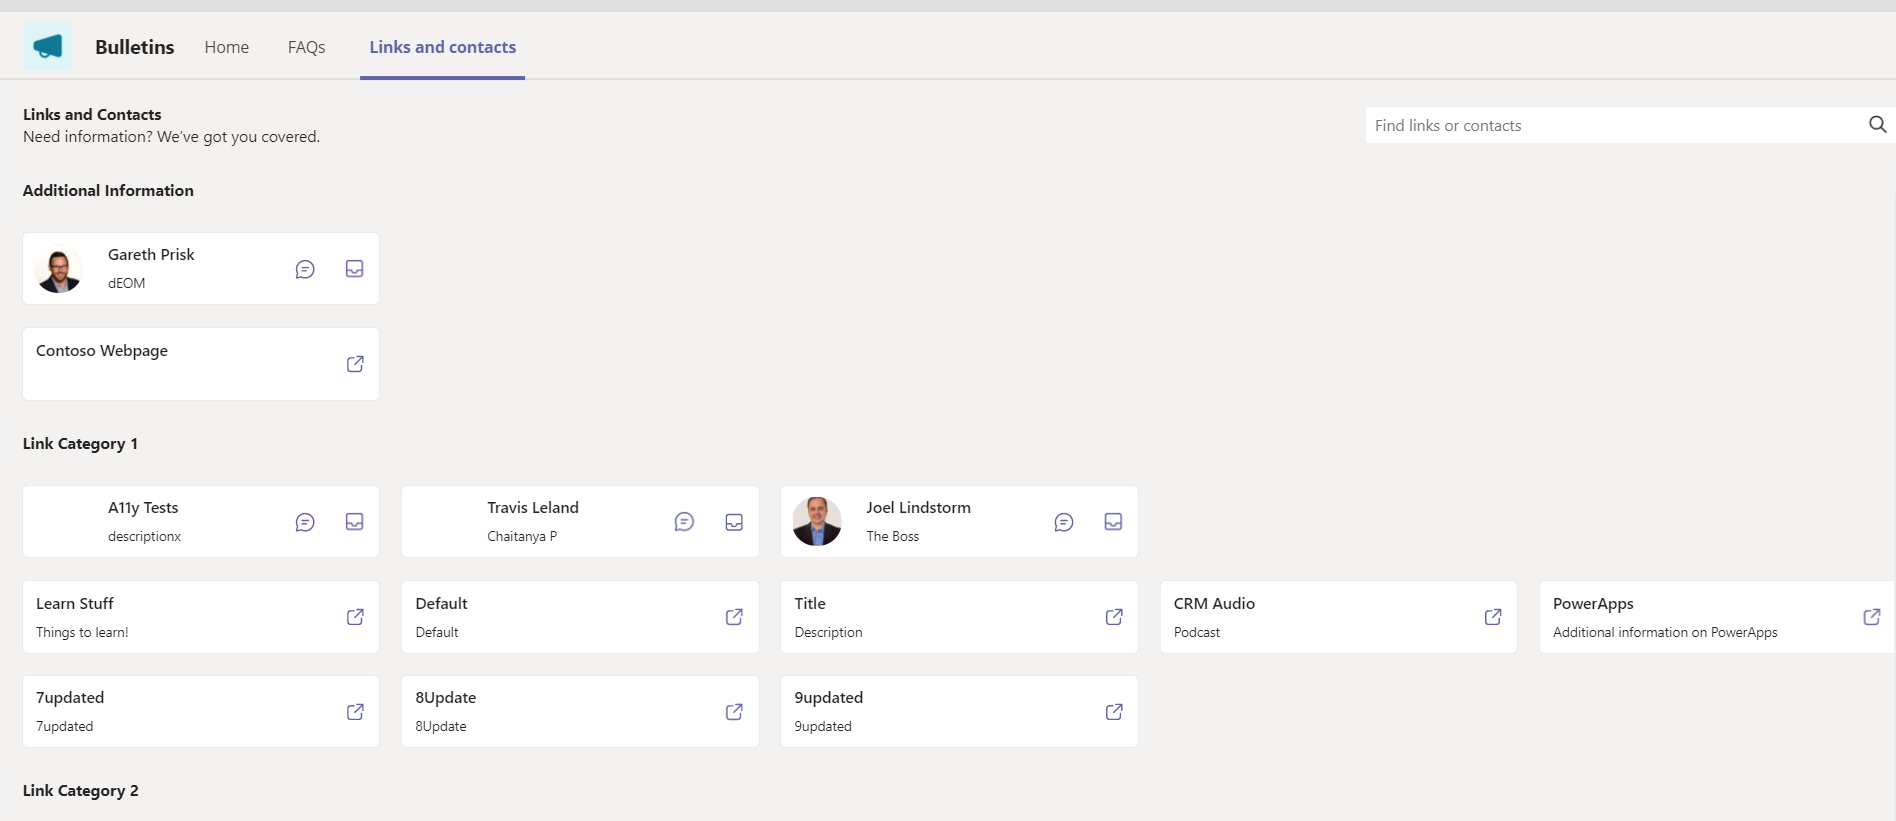 Bulletins Home FAQs Links and contacts
Links and Contacts
Need information? We've got you covered.
Find links or contacts
Additional Information
Gareth Prisk
dEOM
Contoso Webpage
Link Category 1
A11y Tests
descriptionx
Travis Leland
Chaitanya P
Joel Lindstorm
The Boss
Learn Stuff
Things to learn!
Default
Default
Title
Description
CRM Audio
Podcast
PowerApps
Additional information on PowerApps
7updated
7updated
8Update
8Update
9updated
9updated
Link Category 2